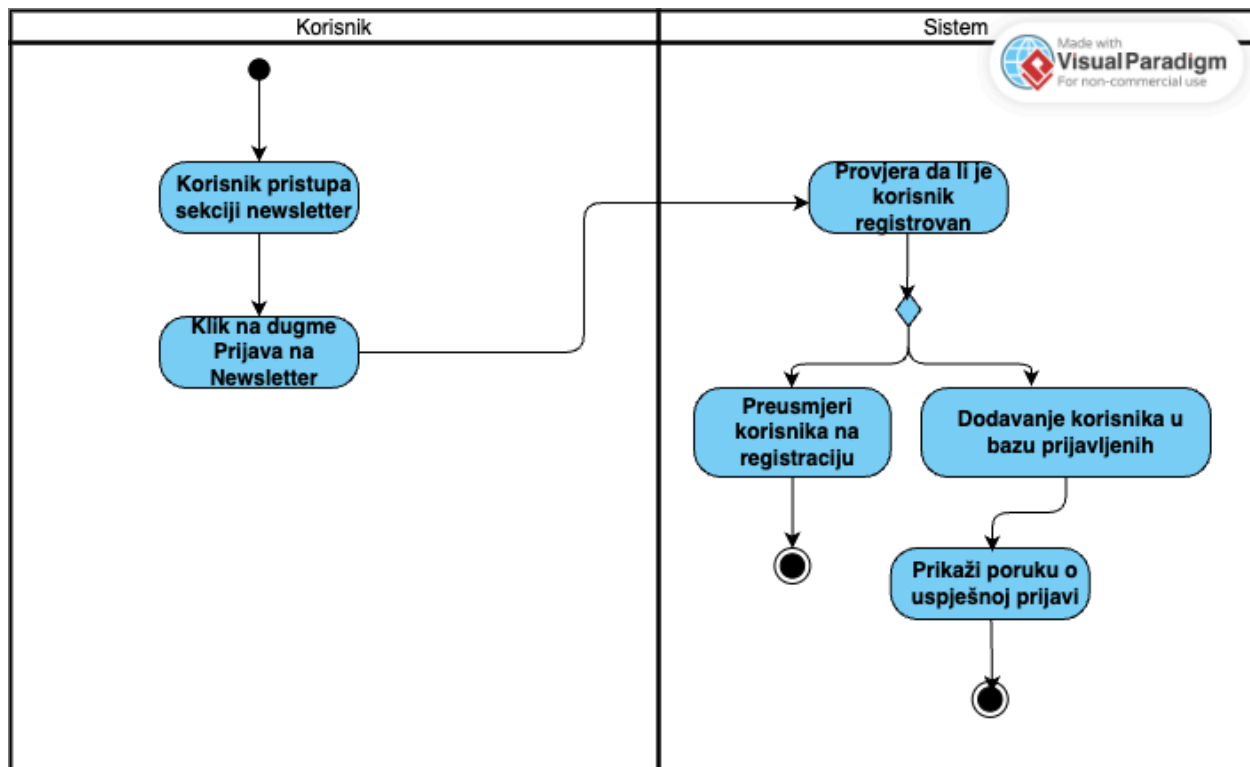 Korisnik
Sistem
Made with
Visual Paradigm
For non-commercial use
Korisnik pristupa
sekciji newsletter
Provjera da li je
korisnik
registrovan
Klik na dugme
Prijava na
Newsletter
Preusmjeri
korisnika na
registraciju
Dodavanje korisnika u
bazu prijavljenih
Prikaži poruku o
uspješnoj prijavi